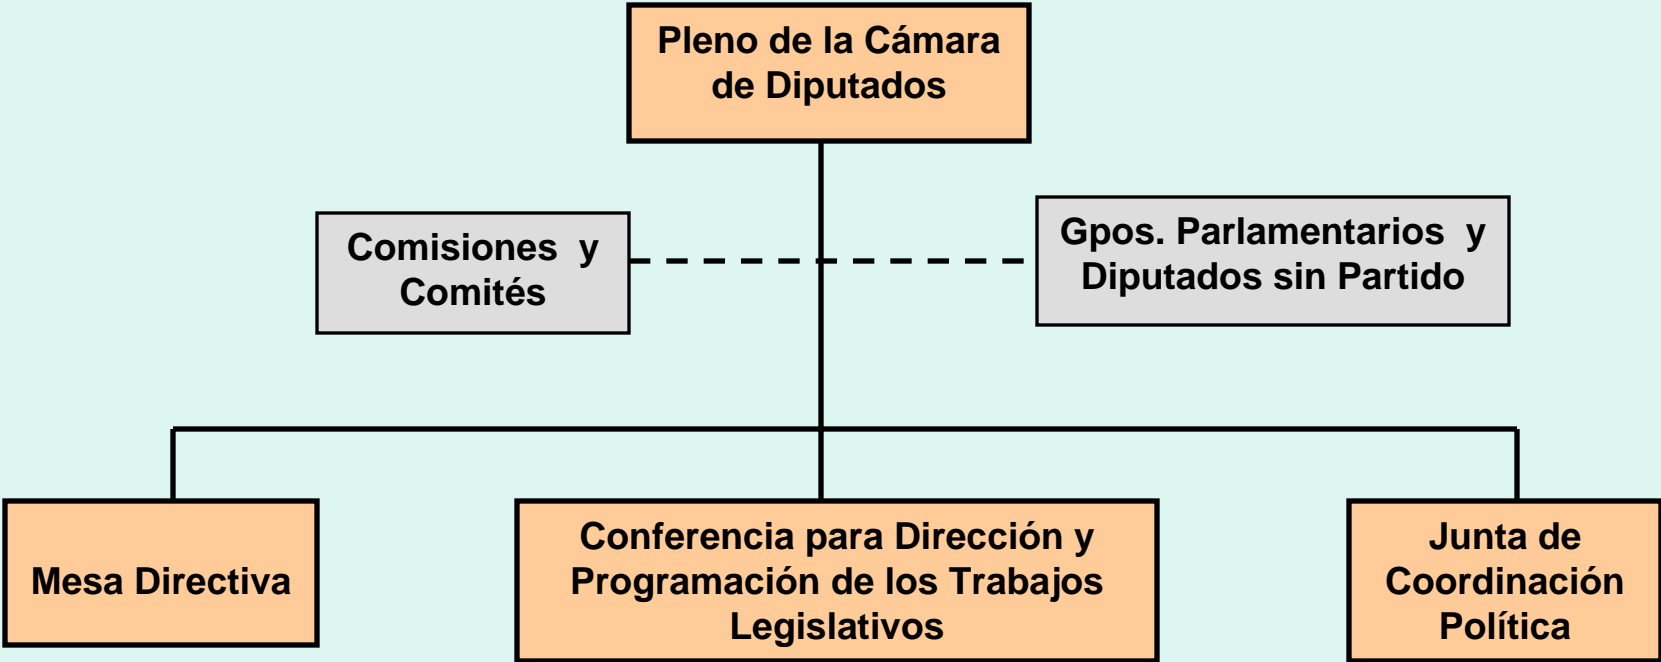 Pleno de la Cámara
de Diputados
Comisiones y
Comités
Gpos. Parlamentarios y
Diputados sin Partido
Mesa Directiva
Conferencia para Dirección y
Programación de los Trabajos
Legislativos
Junta de
Coordinación
Política